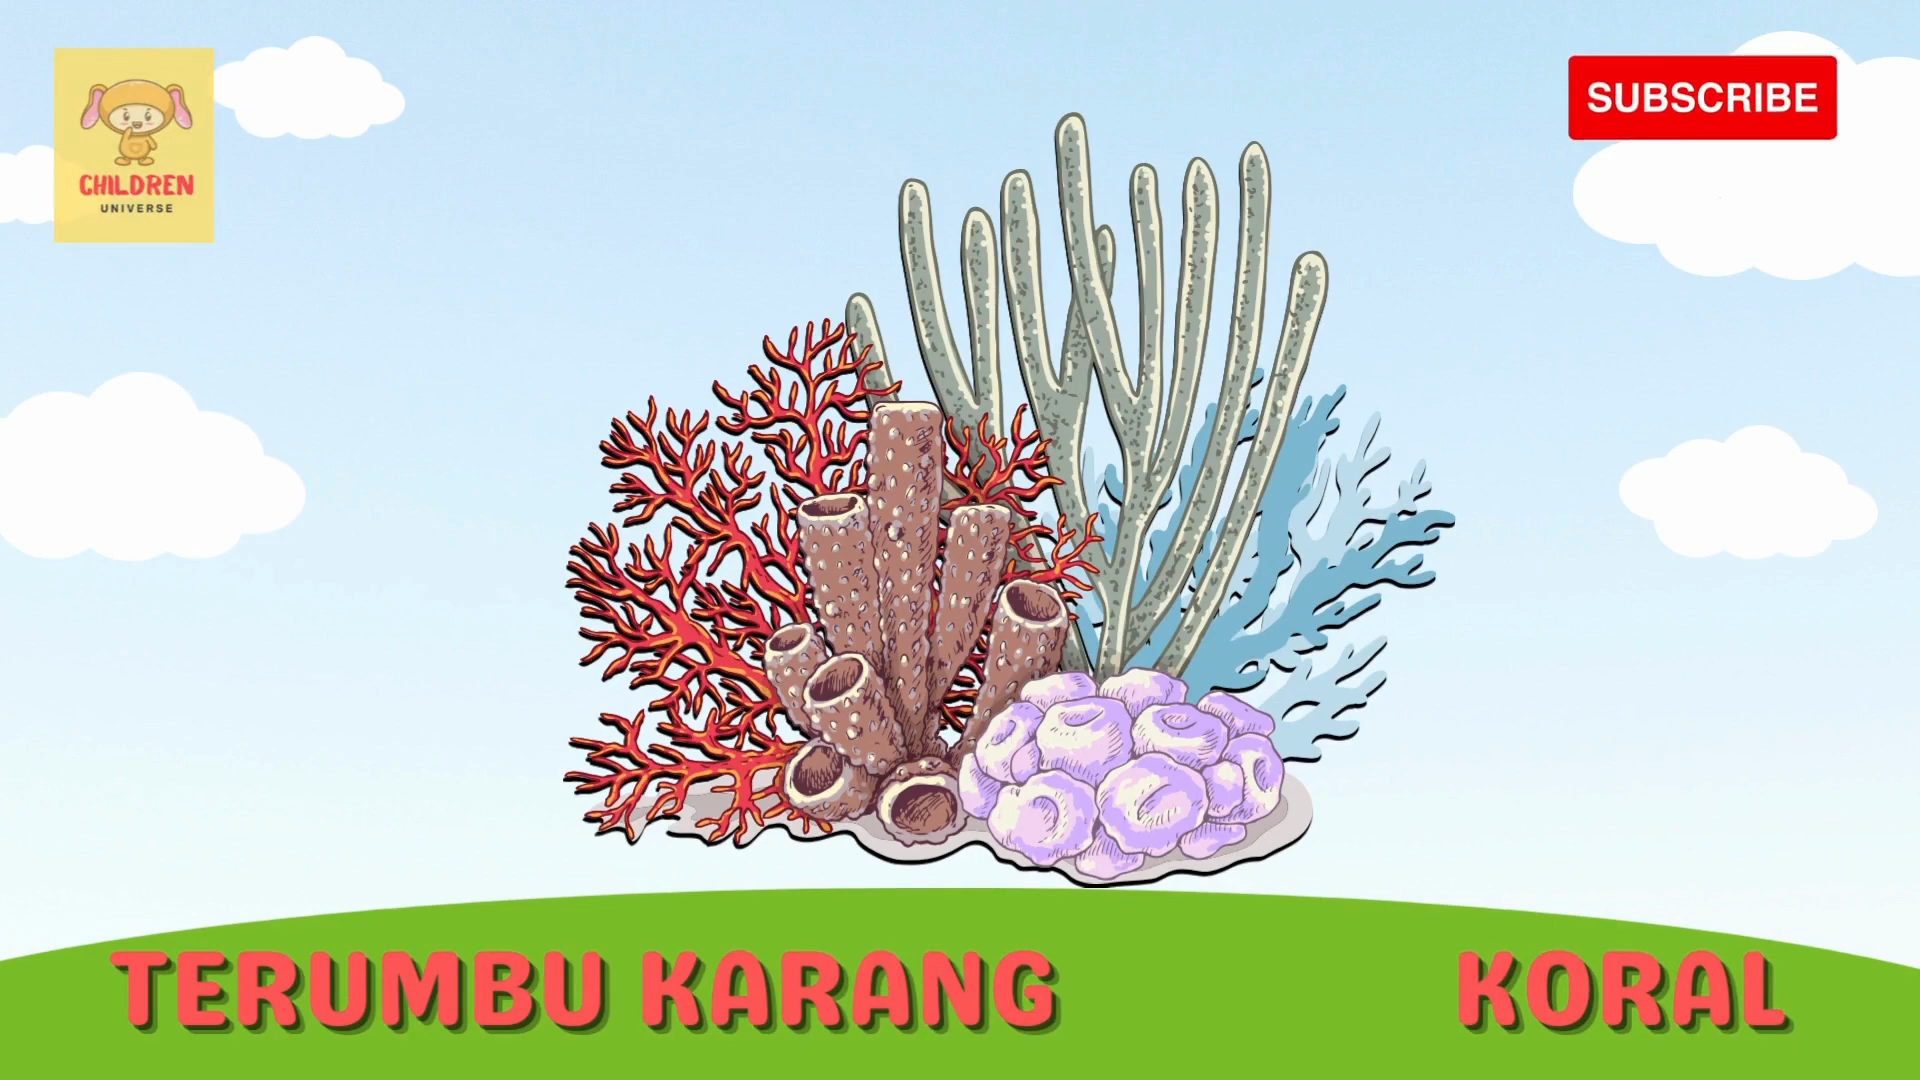 CHILDREN
UNIVERSE
SUBSCRIBE
TERUMBU KARANG
KORAL